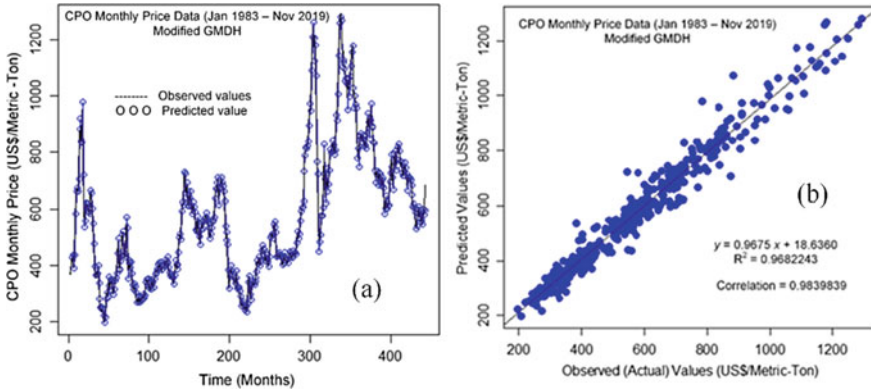 CPO Monthly Price Data (Jan 1983 – Nov 2019)
Modified GMDH
-------- Observed values
O O O Predicted value
CPO Monthly Price (US$/Metric -Ton)
200 400 600 800 1000 1200
(a)
0 100 200 300 400
Time (Months)
CPO Monthly Price Data (Jan 1983 – Nov 2019)
Modified GMDH
Predicted Values (US$/Metric-Ton)
200 400 600 800 1000 1200
(b)
y = 0.9675 x + 18.6360
R² = 0.9682243
Correlation = 0.9839839
200 400 600 800 1000 1200
Observed (Actual) Values (US$/Metric-Ton)